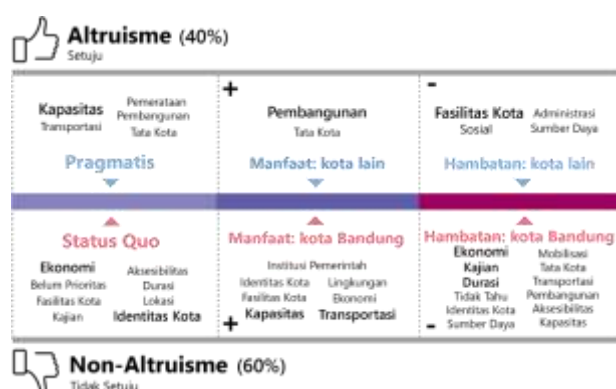 Altruisme (40%)
Setuju
Kapasitas
Transportasi
Pemerataan
Pembangunan
Tata Kota
Pragmatis
+
Pembangunan
Tata Kota
Manfaat: kota lain
-
Fasilitas Kota
Sosial
Administrasi
Sumber Daya
Hambatan: kota lain
Status Quo
Ekonomi
Belum Prioritas
Fasilitas Kota
Kajian
Aksesibilitas
Durasi
Lokasi
Identitas Kota
Manfaat: kota Bandung
Institusi Pemerintah
Identitas Kota
Fasilitas Kota
Kapasitas
Lingkungan
Ekonomi
Transportasi
+
Hambatan: kota Bandung
Ekonomi
Kajian
Durasi
Tidak Tahu
Identitas Kota
Sumber Daya
Mobilisasi
Tata Kota
Transportasi
Pembangunan
Aksesibilitas
Kapasitas
-
Non-Altruisme (60%)
Tidak Setuju